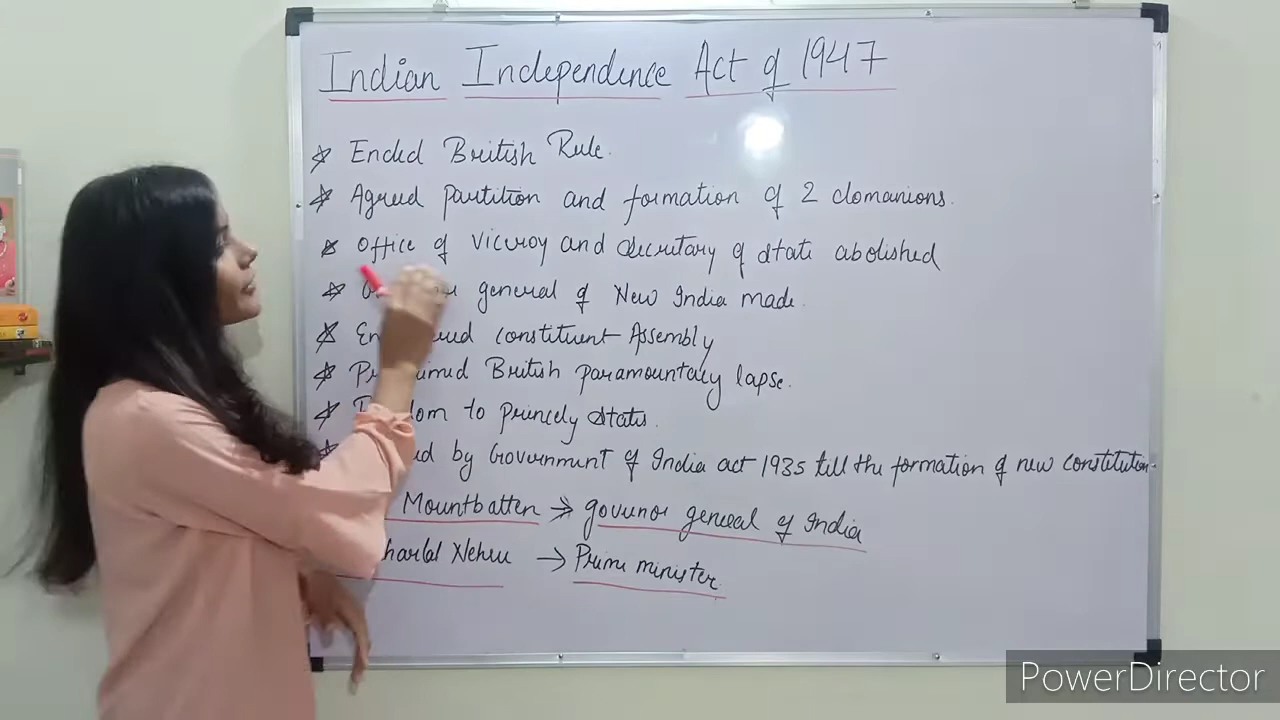 Indian Independence Act of 1947
Ended British Rule.
Agreed partition and formation of 2 domanions.
Office of Viceroy and Secretary of State abolished
general of New India made.
constituent Assembly
British paramountacy lapse.
to princely States.
by Government of India act 1935 till the formation of new constitution.
Mountbatten → governor general of India
Nehru → Prime minister.
PowerDirector